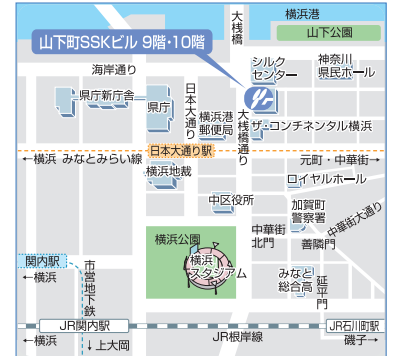 大桟橋
横浜港
山下公園
山下町SSKビル 9階・10階
シルク
センター
神奈川
県民ホール
海岸通り
県庁新庁舎
県庁
日本大通り
横浜港
郵便局
大桟橋通り
ザ・コンチネンタル横浜
日本大通り駅
←横浜 みなとみらい線
元町・中華街→
横浜地裁
ロイヤルホール
中区役所
加賀町
警察署
中華街大通り
横浜公園
中華街
北門
善隣門
関内駅
←横浜
市営地下鉄
横浜
スタジアム
みなと
総合高
延平門
JR関内駅
JR石川町駅
←横浜
↓上大岡
JR根岸線
磯子→